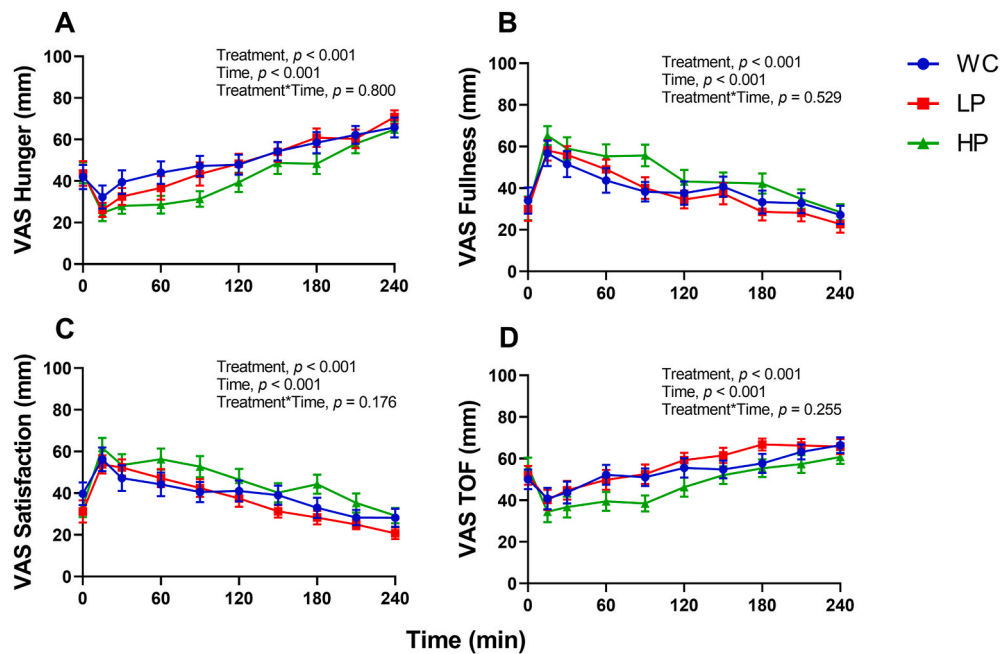 A
VAS Hunger (mm)
100
80
60
40
20
0
Treatment, p < 0.001
Time, p < 0.001
Treatment*Time, p = 0.800
0 60 120 180 240
B
VAS Fullness (mm)
100
80
60
40
20
0
Treatment, p < 0.001
Time, p < 0.001
Treatment*Time, p = 0.529
0 60 120 180 240
WC
LP
HP
C
VAS Satisfaction (mm)
100
80
60
40
20
0
Treatment, p < 0.001
Time, p < 0.001
Treatment*Time, p = 0.176
0 60 120 180 240
D
VAS TOF (mm)
100
80
60
40
20
0
Treatment, p < 0.001
Time, p < 0.001
Treatment*Time, p = 0.255
0 60 120 180 240
Time (min)